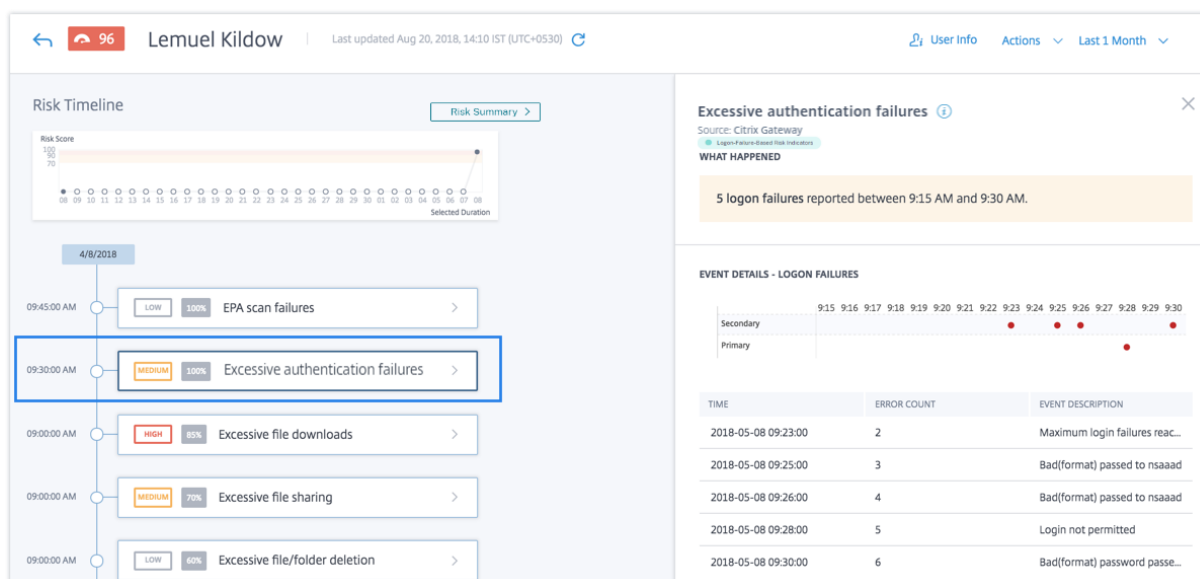 96 Lemuel Kildow Last updated Aug 20, 2018, 14:10 IST (UTC+0530) User Info Actions Last 1 Month
Risk Timeline
Risk Summary >
Risk Score
100
90
70
08 09 10 11 12 13 14 15 16 17 18 19 20 21 22 23 24 25 26 27 28 29 30 01 02 03 04 05 06 07 08
Selected Duration
4/8/2018
09:45:00 AM LOW 100% EPA scan failures
09:30:00 AM MEDIUM 100% Excessive authentication failures
09:00:00 AM HIGH 85% Excessive file downloads
09:00:00 AM MEDIUM 70% Excessive file sharing
09:00:00 AM LOW 60% Excessive file/folder deletion
Excessive authentication failures
Source: Citrix Gateway
Logon-Failure-Based Risk Indicators
WHAT HAPPENED
5 logon failures reported between 9:15 AM and 9:30 AM.
EVENT DETAILS - LOGON FAILURES
9:15 9:16 9:17 9:18 9:19 9:20 9:21 9:22 9:23 9:24 9:25 9:26 9:27 9:28 9:29 9:30
Secondary
Primary
TIME ERROR COUNT EVENT DESCRIPTION
2018-05-08 09:23:00 2 Maximum login failures reac...
2018-05-08 09:25:00 3 Bad(format) passed to nsaaad
2018-05-08 09:26:00 4 Bad(format) passed to nsaaad
2018-05-08 09:28:00 5 Login not permitted
2018-05-08 09:30:00 6 Bad(format) password passe...